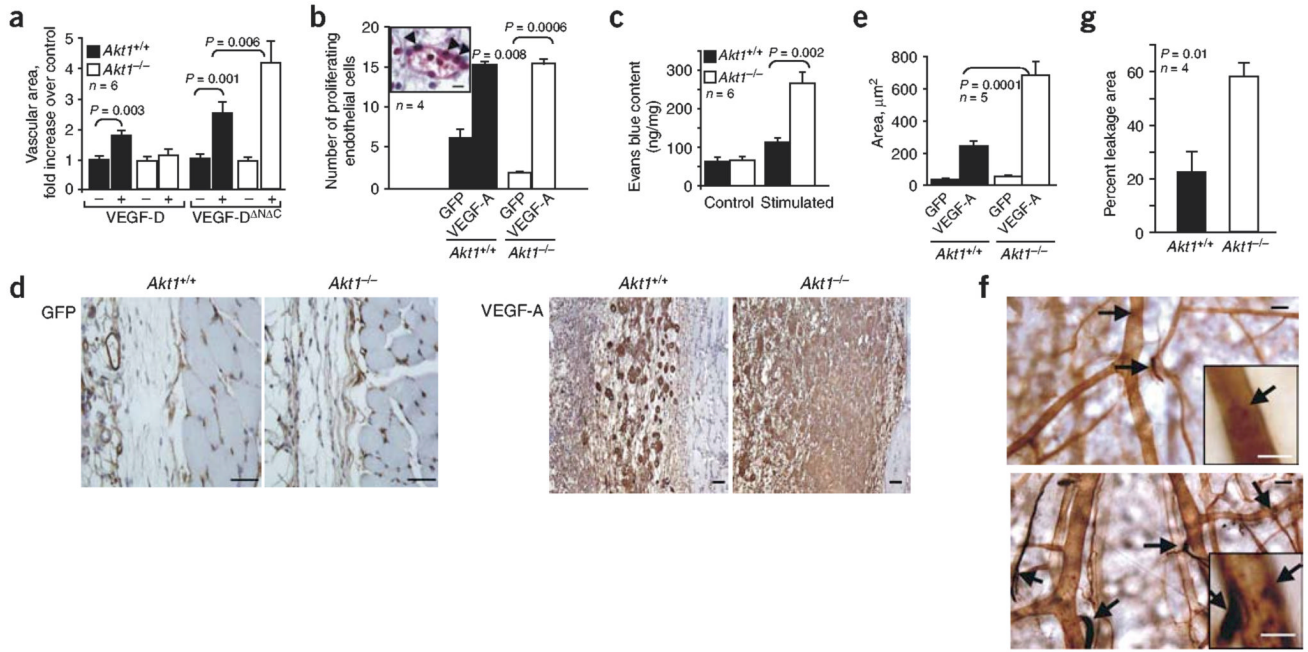 a
Vascular area,
fold increase over control
5
4
3
2
1
0
Akt1+/+
Akt1–/–
n = 6
P = 0.003
P = 0.001
P = 0.006
– + – + – + – +
VEGF-D VEGF-DΔNΔC
b
Number of proliferating
endothelial cells
20
15
10
5
0
n = 4
P = 0.008
P = 0.0006
GFP
VEGF-A
GFP
VEGF-A
Akt1+/+ Akt1–/–
c
Evans blue content
(ng/mg)
300
200
100
0
Akt1+/+
Akt1–/–
n = 6
P = 0.002
Control Stimulated
e
Area, μm2
800
600
400
200
0
P = 0.0001
n = 5
GFP
VEGF-A
GFP
VEGF-A
Akt1+/+ Akt1–/–
g
Percent leakage area
60
40
20
0
P = 0.01
n = 4
Akt1+/+ Akt1–/–
d
GFP
Akt1+/+ Akt1–/–
VEGF-A
Akt1+/+ Akt1–/–
f